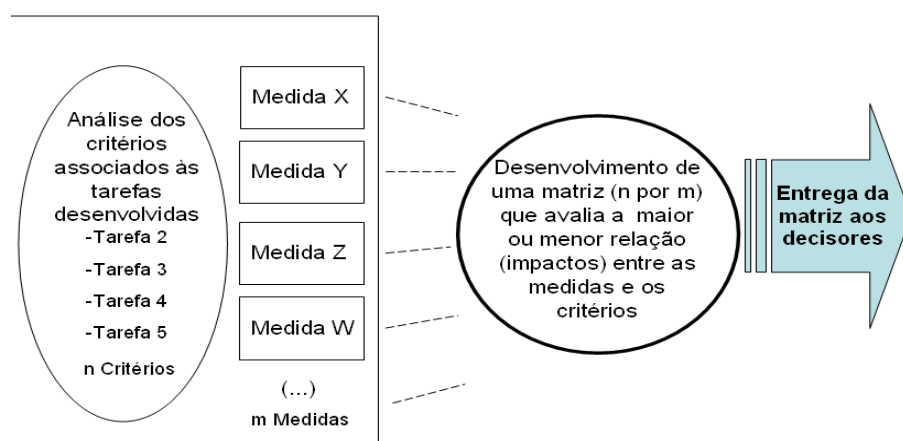 Análise dos
critérios
associados às
tarefas
desenvolvidas
-Tarefa 2
-Tarefa 3
-Tarefa 4
-Tarefa 5
n Critérios
Medida X
Medida Y
Medida Z
Medida W
(...)
m Medidas
Desenvolvimento de
uma matriz (n por m)
que avalia a maior
ou menor relação
(impactos) entre as
medidas e os
critérios
Entrega da
matriz aos
decisores